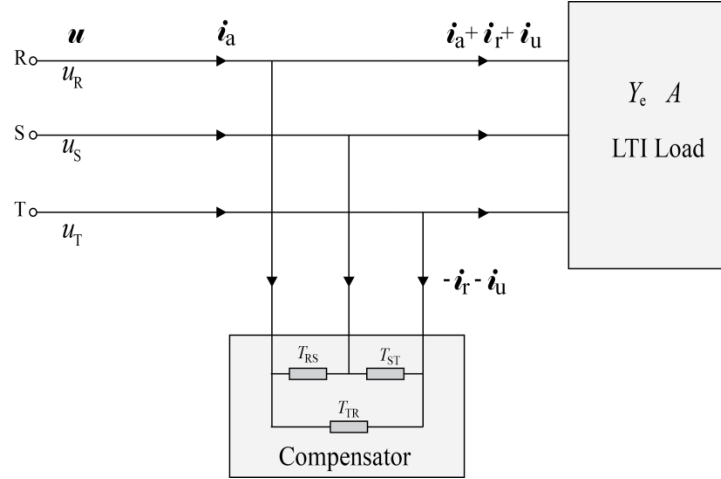 u i_a i_a + i_r + i_u
R
u_R
S
u_S
T
u_T
Y_e A
LTI Load
- i_r - i_u
T_RS T_ST
T_TR
Compensator